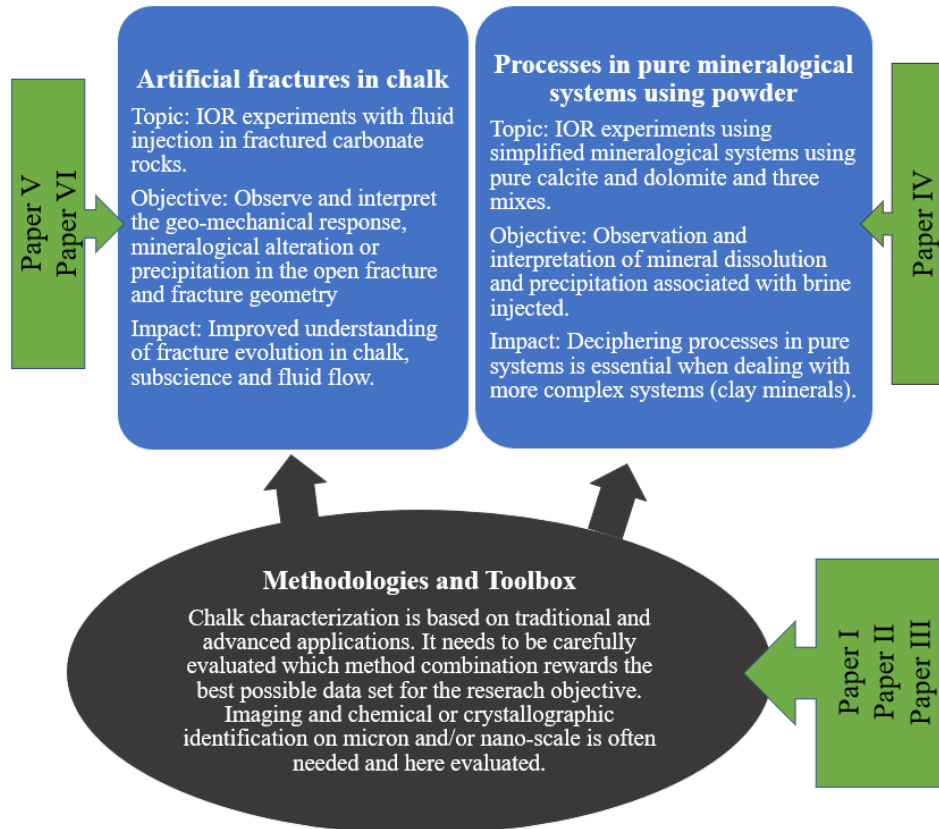 Paper V
Paper VI
Artificial fractures in chalk
Topic: IOR experiments with fluid
injection in fractured carbonate
rocks.
Objective: Observe and interpret
the geo-mechanical response,
mineralogical alteration or
precipitation in the open fracture
and fracture geometry
Impact: Improved understanding
of fracture evolution in chalk,
subscience and fluid flow.
Processes in pure mineralogical
systems using powder
Topic: IOR experiments using
simplified mineralogical systems using
pure calcite and dolomite and three
mixes.
Objective: Observation and
interpretation of mineral dissolution
and precipitation associated with brine
injected.
Impact: Deciphering processes in pure
systems is essential when dealing with
more complex systems (clay minerals).
Paper IV
Methodologies and Toolbox
Chalk characterization is based on traditional and
advanced applications. It needs to be carefully
evaluated which method combination rewards the
best possible data set for the reserach objective.
Imaging and chemical or crystallographic
identification on micron and/or nano-scale is often
needed and here evaluated.
Paper I
Paper II
Paper III